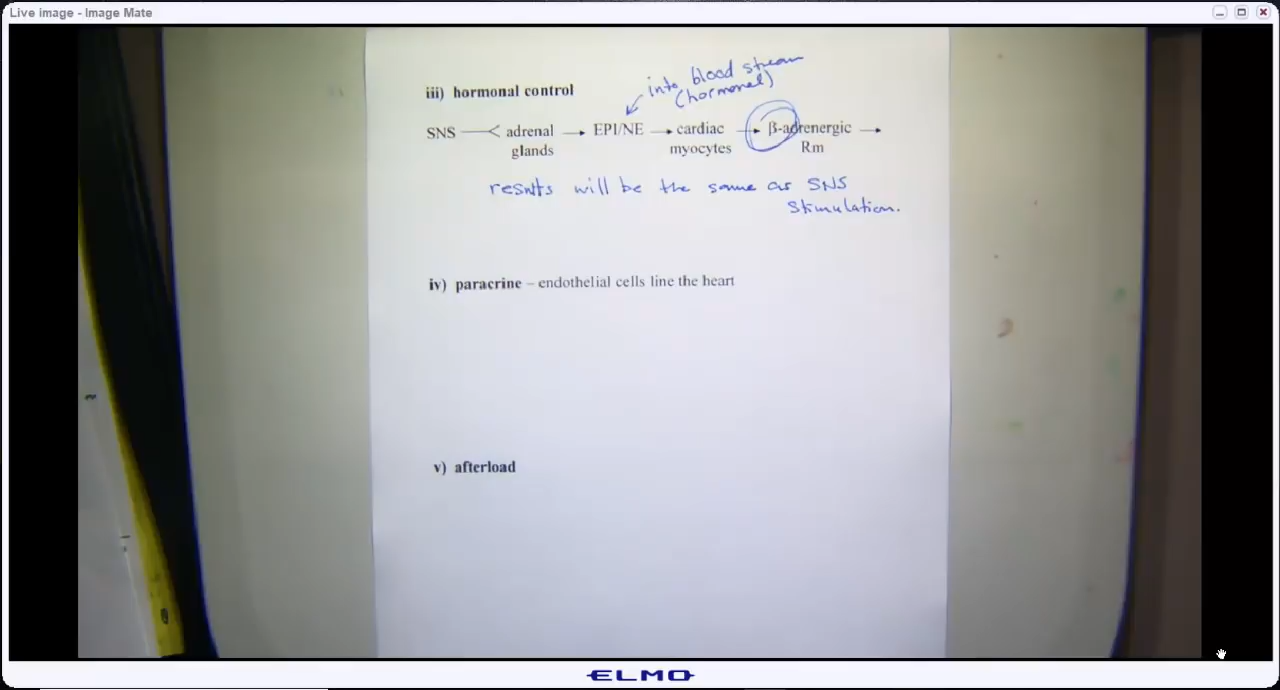 Live image - Image Mate
into blood stream
(hormonal)
iii) hormonal control
SNS adrenal glands → EPI/NE → cardiac myocytes → β-adrenergic Rm →
results will be the same as SNS
stimulation.
iv) paracrine – endothelial cells line the heart
v) afterload
ELMO